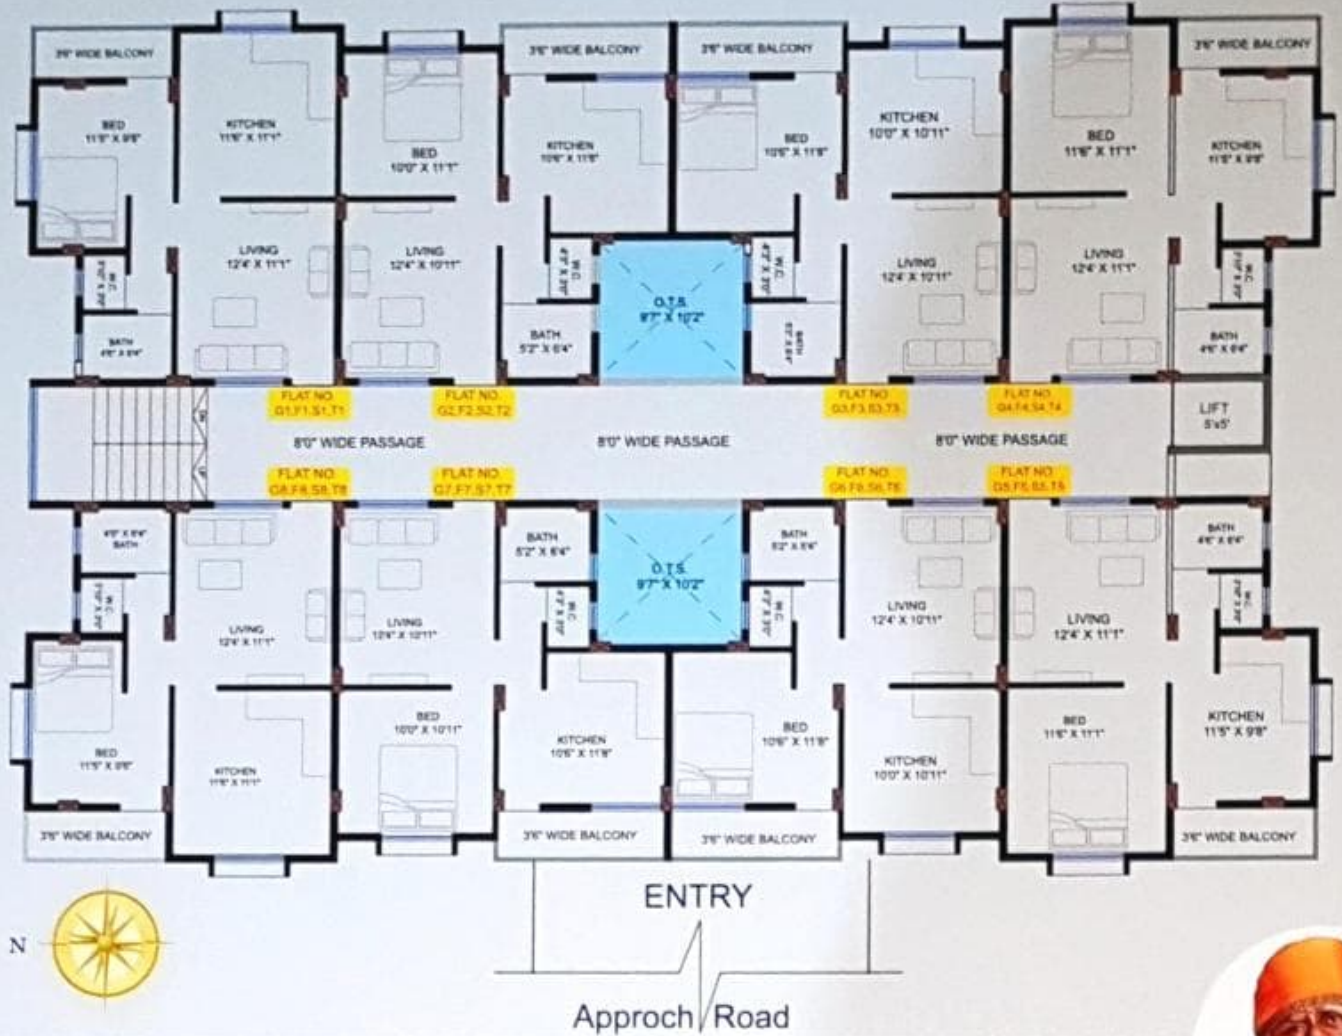 3'6" WIDE BALCONY
3'6" WIDE BALCONY
3'6" WIDE BALCONY
3'6" WIDE BALCONY
BED
KITCHEN
11'6" X 11'1"
BED
10'0" X 11'1"
KITCHEN
10'6" X 11'8"
BED
10'6" X 11'8"
KITCHEN
10'0" X 10'11"
BED
11'6" X 11'1"
KITCHEN
11'5" X 9'8"
LIVING
12'4" X 11'1"
LIVING
12'4" X 10'11"
LIVING
12'4" X 10'11"
LIVING
12'4" X 11'1"
W.C.
W.C.
W.C.
W.C.
O.T.S.
9'7" X 10'2"
BATH
4'6" X 6'4"
BATH
5'2" X 6'4"
BATH
5'2" X 6'4"
BATH
4'6" X 6'4"
FLAT NO.
G1,F1,S1,T1
FLAT NO.
G2,F2,S2,T2
FLAT NO.
G3,F3,S3,T3
FLAT NO.
G4,F4,S4,T4
LIFT
5'x5'
8'0" WIDE PASSAGE
8'0" WIDE PASSAGE
8'0" WIDE PASSAGE
UP
FLAT NO.
G8,F8,S8,T8
FLAT NO.
G7,F7,S7,T7
FLAT NO.
G6,F6,S6,T6
FLAT NO.
G5,F5,S5,T5
BATH
BATH
5'2" X 6'4"
BATH
5'2" X 6'4"
BATH
4'6" X 6'4"
O.T.S.
9'7" X 10'2"
W.C.
W.C.
W.C.
W.C.
LIVING
12'4" X 11'1"
LIVING
12'4" X 10'11"
LIVING
12'4" X 10'11"
LIVING
12'4" X 11'1"
BED
KITCHEN
11'6" X 11'1"
BED
10'0" X 10'11"
KITCHEN
10'6" X 11'8"
BED
10'6" X 11'8"
KITCHEN
10'0" X 10'11"
BED
11'6" X 11'1"
KITCHEN
11'5" X 9'8"
3'6" WIDE BALCONY
3'6" WIDE BALCONY
3'6" WIDE BALCONY
3'6" WIDE BALCONY
ENTRY
N
Approch Road